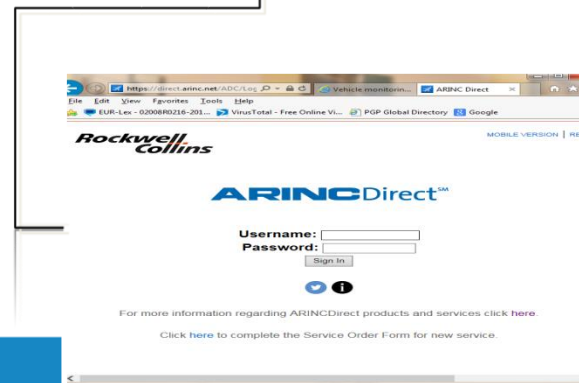 https://direct.arinc.net/ADC/Log
Vehicle monitorin...
ARINC Direct
File Edit View Favorites Tools Help
EUR-Lex - 02008R0216-201...
VirusTotal - Free Online Vi...
PGP Global Directory
Google
Rockwell Collins
MOBILE VERSION | RE
ARINCDirect℠
Username:
Password:
Sign In
For more information regarding ARINCDirect products and services click here.
Click here to complete the Service Order Form for new service.